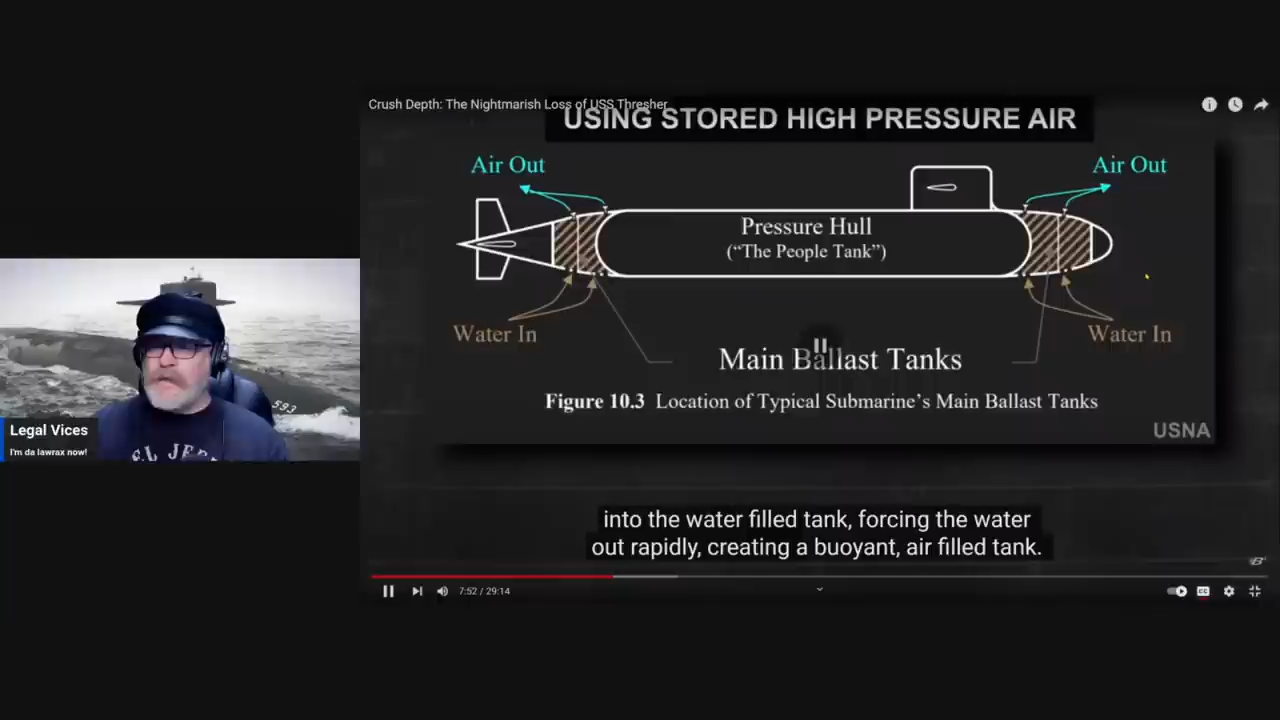 Crush Depth: The Nightmarish Loss of USS Thresher
USING STORED HIGH PRESSURE AIR
Air Out
Air Out
Pressure Hull
(“The People Tank”)
Water In
Water In
Main Ballast Tanks
Figure 10.3 Location of Typical Submarine’s Main Ballast Tanks
USNA
593
Legal Vices
I'm da lawrax now!
into the water filled tank, forcing the water
out rapidly, creating a buoyant, air filled tank.
7:52 / 29:14